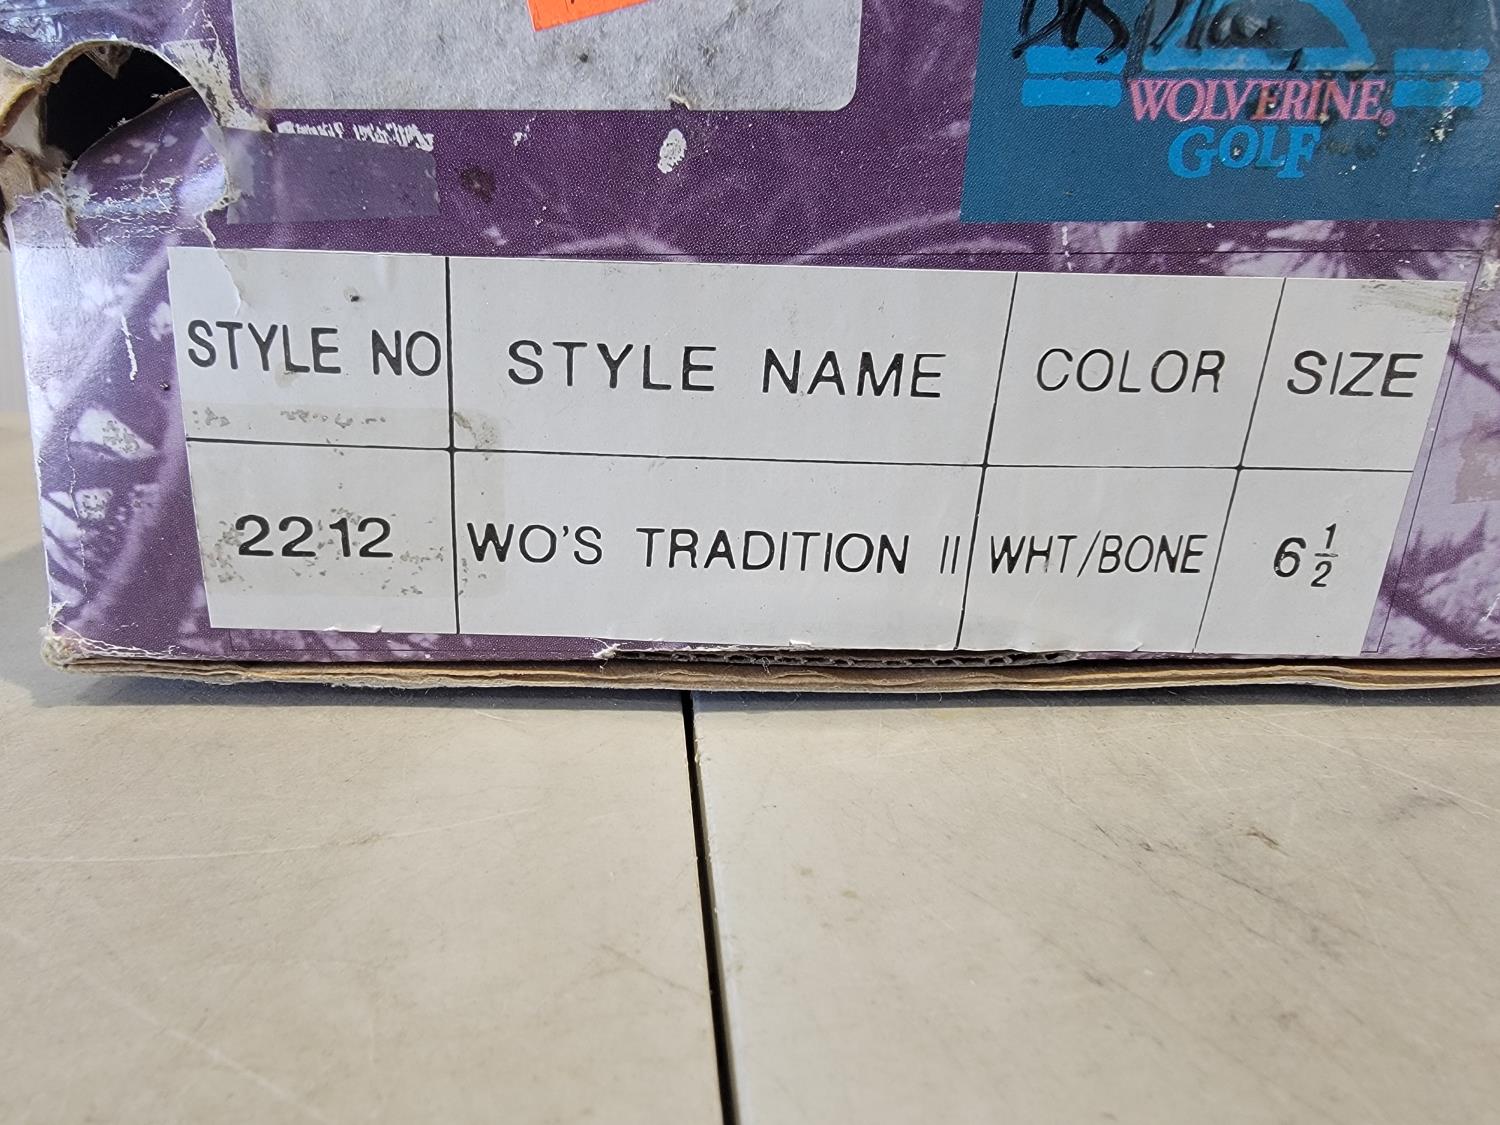 WOLVERINE®
GOLF
STYLE NO STYLE NAME COLOR SIZE
2212 WO'S TRADITION II WHT/BONE 6 1/2